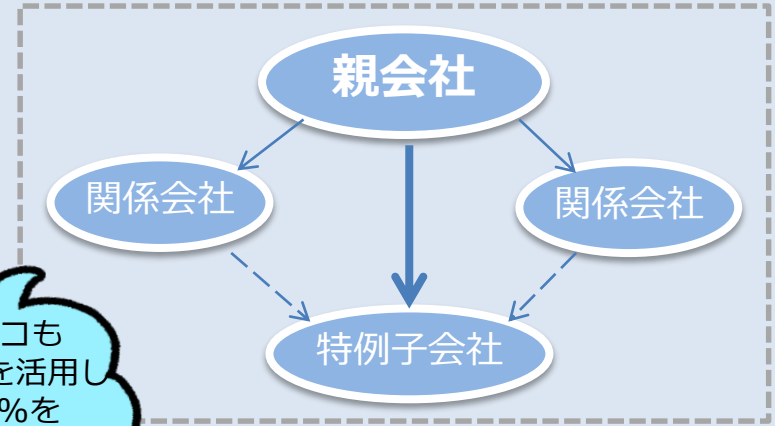 親会社
関係会社
関係会社
特例子会社
コも
を活用し
%を